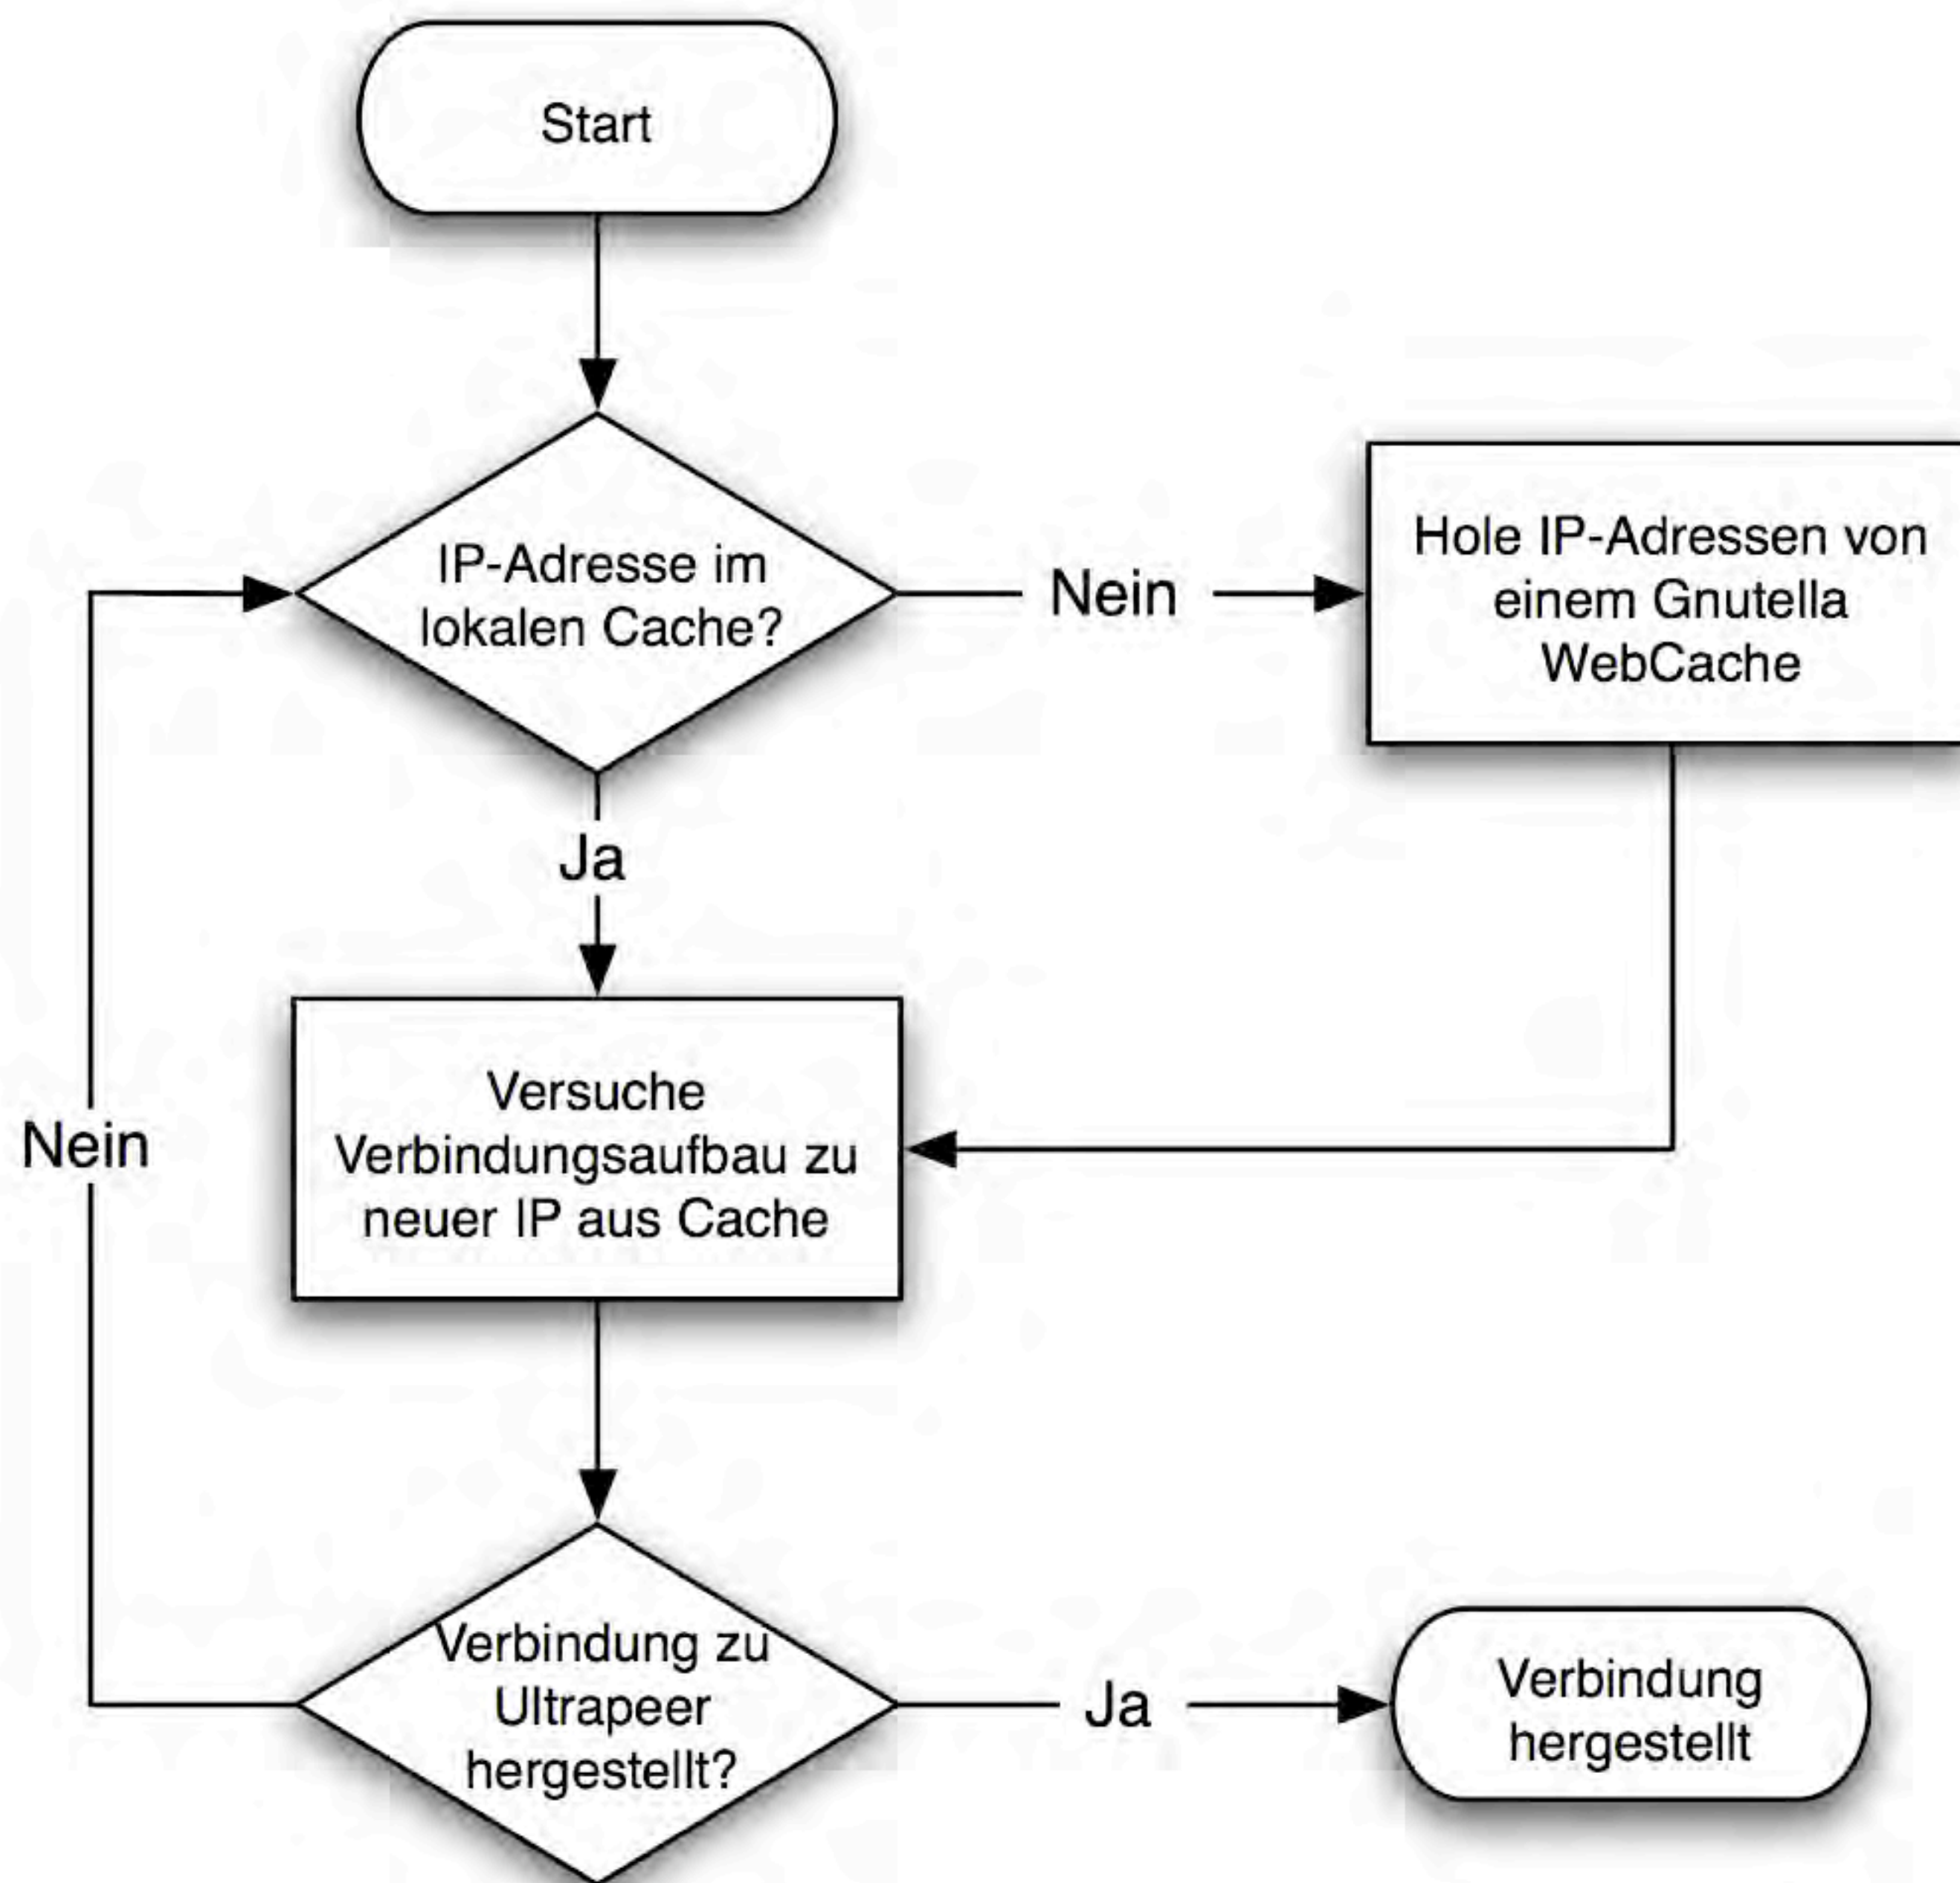 Start
IP-Adresse im
lokalen Cache?
Nein
Hole IP-Adressen von
einem Gnutella
WebCache
Ja
Versuche
Verbindungsaufbau zu
neuer IP aus Cache
Nein
Verbindung zu
Ultrapeer
hergestellt?
Ja
Verbindung
hergestellt